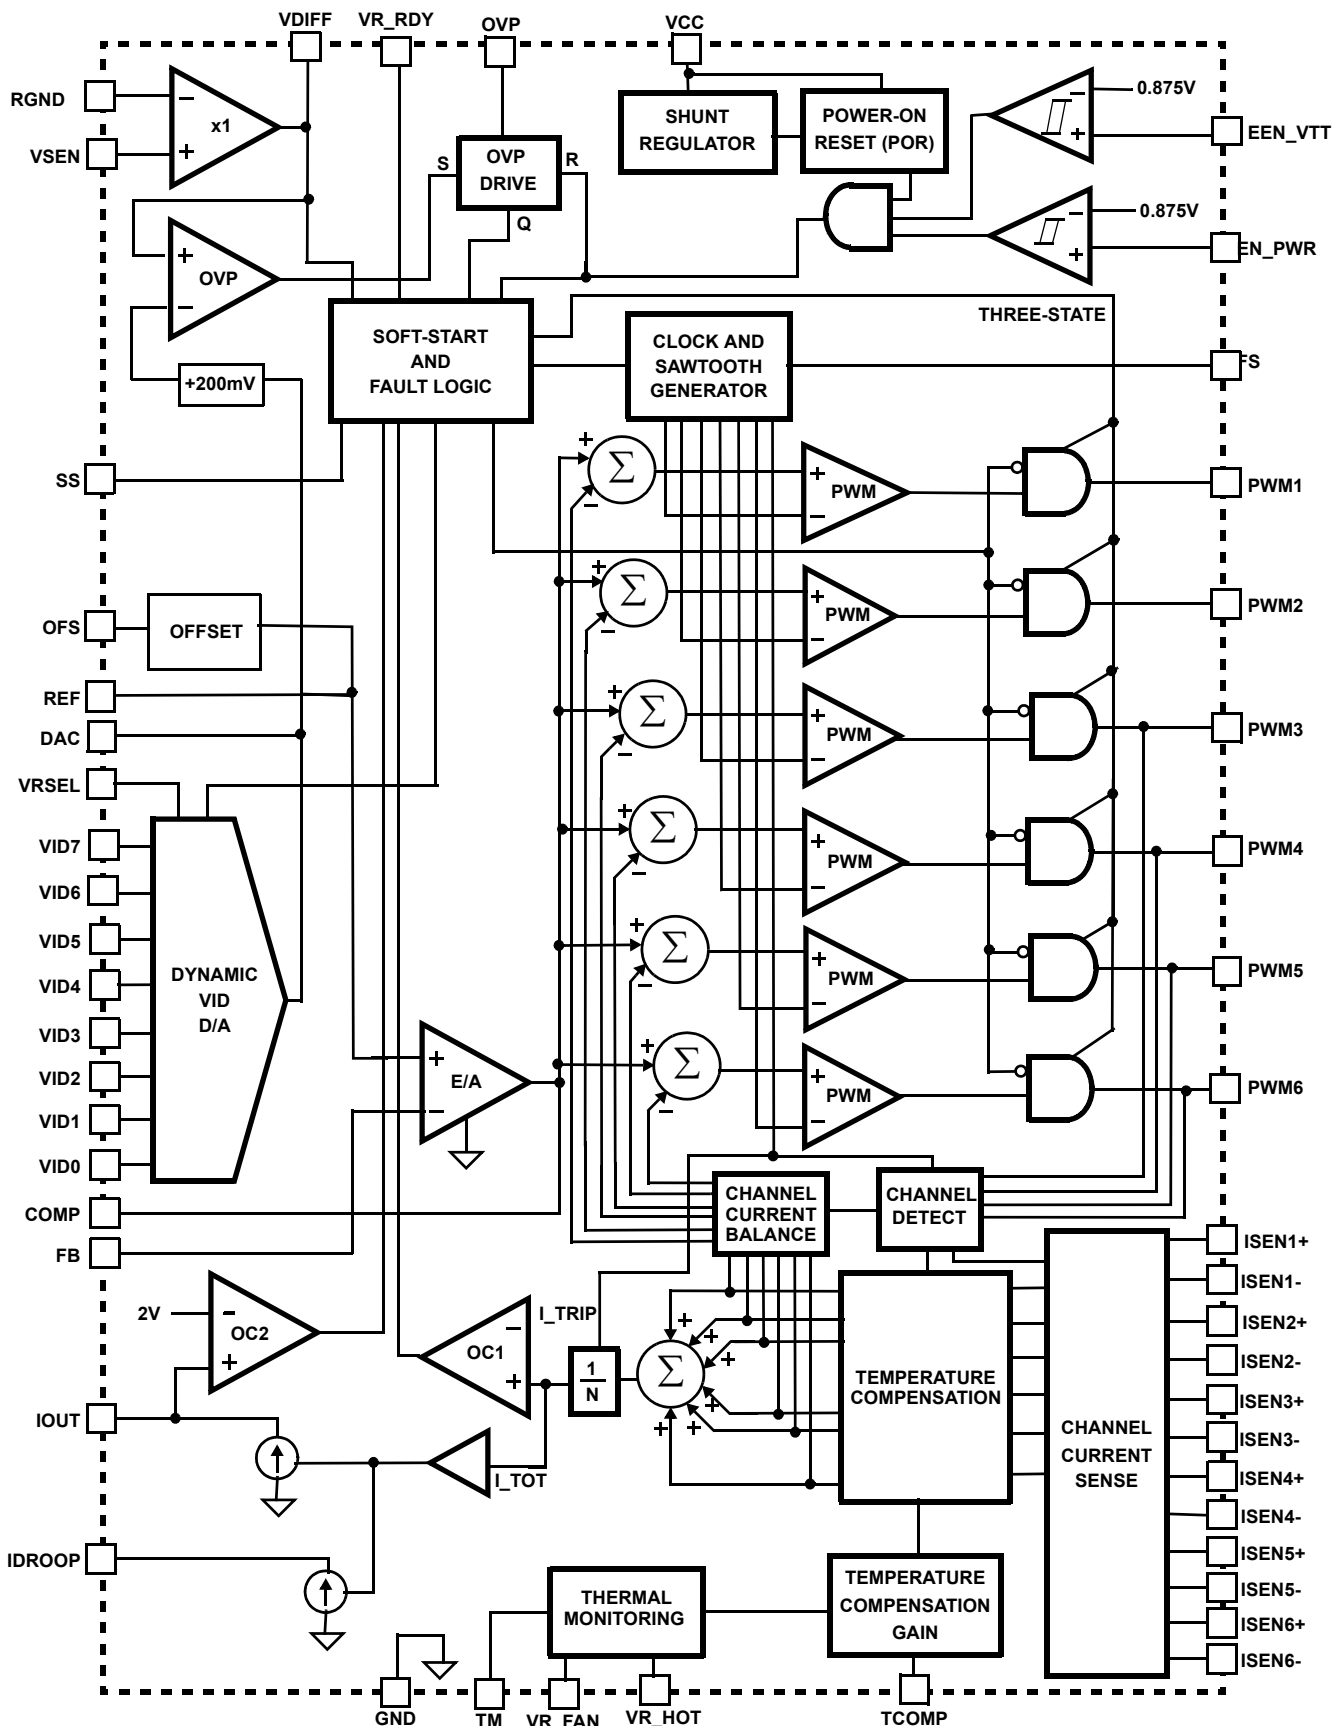 VDIFF
VR_RDY
OVP
VCC
RGND
VSEN
x1
−
+
S
OVP
DRIVE
R
Q
SHUNT
REGULATOR
POWER-ON
RESET (POR)
−
+
0.875V
EEN_VTT
−
+
0.875V
EN_PWR
+
−
OVP
+200mV
SOFT-START
AND
FAULT LOGIC
CLOCK AND
SAWTOOTH
GENERATOR
THREE-STATE
FS
SS
+
−
Σ
+
−
PWM
PWM1
+
−
Σ
+
−
PWM
PWM2
OFS
OFFSET
REF
DAC
VRSEL
+
−
Σ
+
−
PWM
PWM3
VID7
VID6
VID5
VID4
VID3
VID2
VID1
VID0
DYNAMIC
VID
D/A
+
−
Σ
+
−
PWM
PWM4
+
−
Σ
+
−
PWM
PWM5
+
−
E/A
+
−
Σ
+
−
PWM
PWM6
COMP
FB
CHANNEL
CURRENT
BALANCE
CHANNEL
DETECT
2V
−
+
OC2
−
+
OC1
I_TRIP
1
N
Σ
+
+
+
+
+
+
I_TOT
TEMPERATURE
COMPENSATION
CHANNEL
CURRENT
SENSE
ISEN1+
ISEN1-
ISEN2+
ISEN2-
ISEN3+
ISEN3-
ISEN4+
ISEN4-
ISEN5+
ISEN5-
ISEN6+
ISEN6-
IOUT
IDROOP
THERMAL
MONITORING
TEMPERATURE
COMPENSATION
GAIN
GND
TM
VR_FAN
VR_HOT
TCOMP